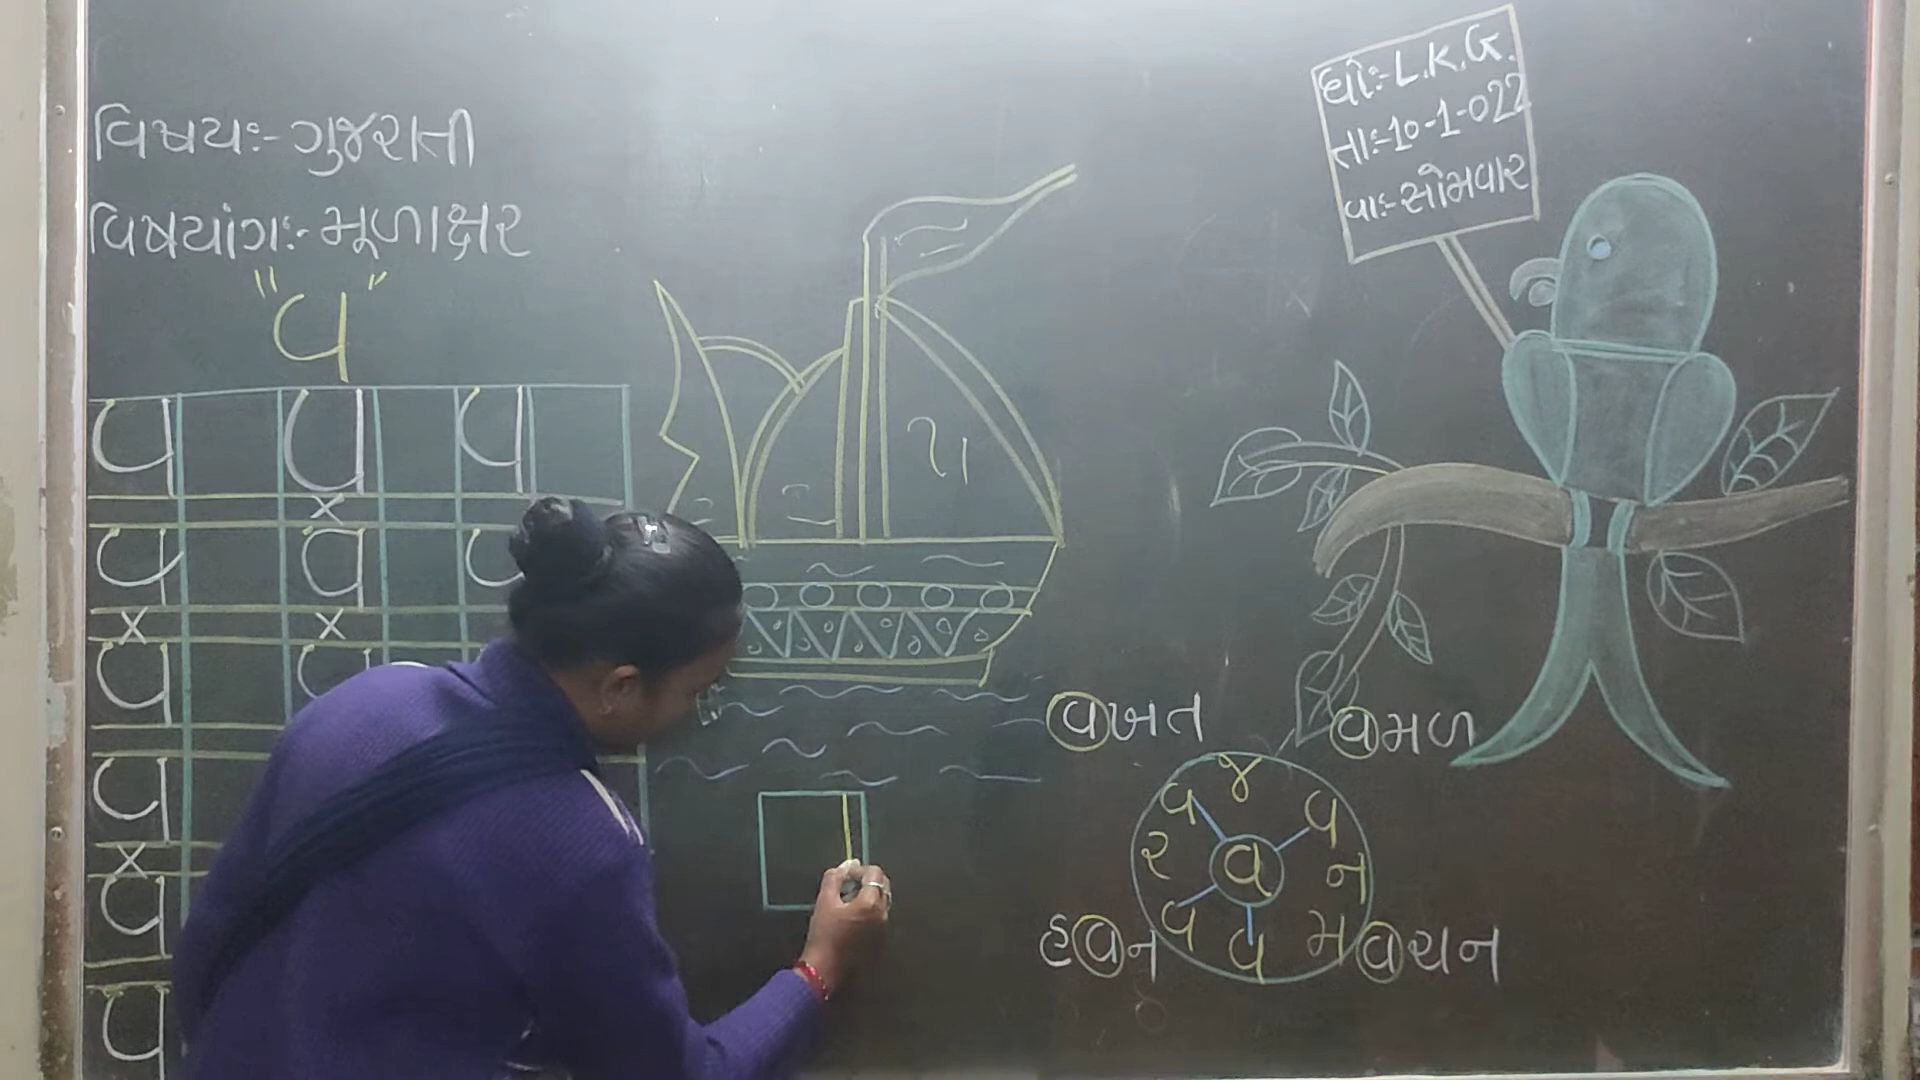 વિષયઃ- ગુજરાતી
વિષયાંગઃ- મૂળાક્ષર
"વ"
ધોઃ- L.K.G.
તાઃ-10-1-022
વાઃ-સોમવાર
વ વ વ
વ વ વ
વ વ
વ
વ
વ
વખત
વમળ
જ
વ વ
ર વ ન
વ વ મ
હવન
વચન